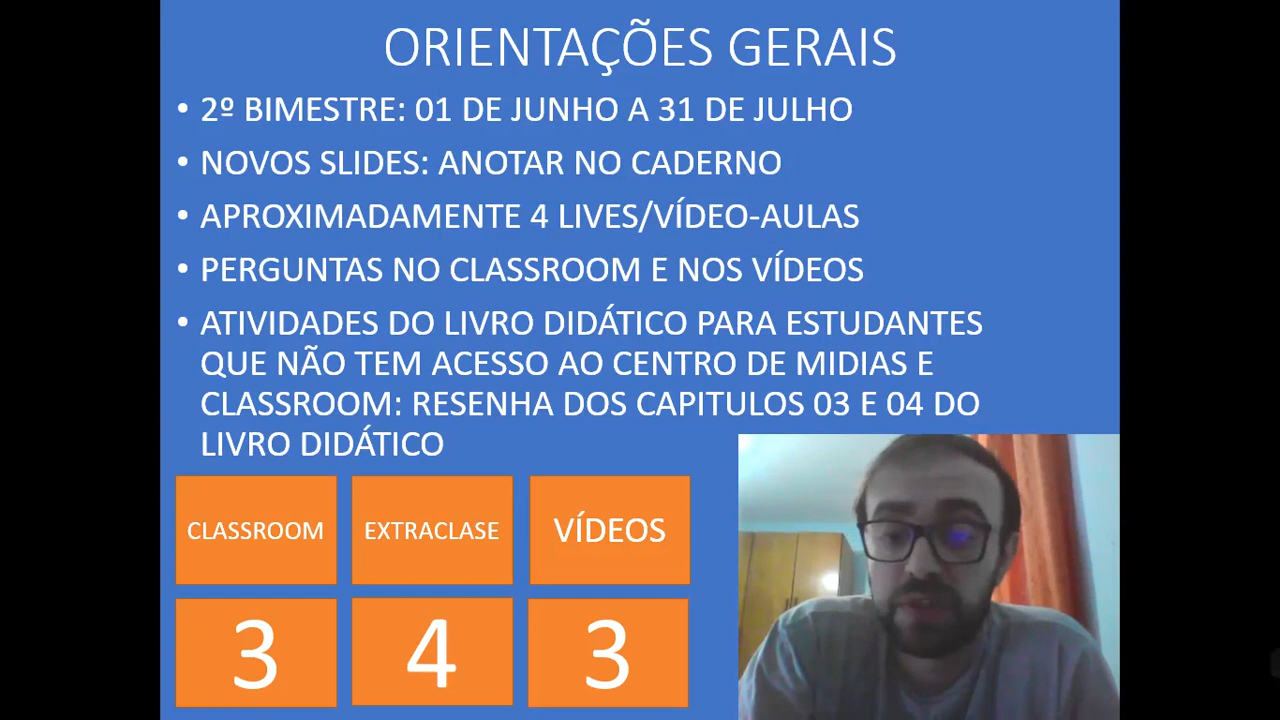 ORIENTAÇÕES GERAIS
• 2º BIMESTRE: 01 DE JUNHO A 31 DE JULHO
• NOVOS SLIDES: ANOTAR NO CADERNO
• APROXIMADAMENTE 4 LIVES/VÍDEO-AULAS
• PERGUNTAS NO CLASSROOM E NOS VÍDEOS
• ATIVIDADES DO LIVRO DIDÁTICO PARA ESTUDANTES
QUE NÃO TEM ACESSO AO CENTRO DE MIDIAS E
CLASSROOM: RESENHA DOS CAPITULOS 03 E 04 DO
LIVRO DIDÁTICO
CLASSROOM
EXTRACLASE
VÍDEOS
3
4
3